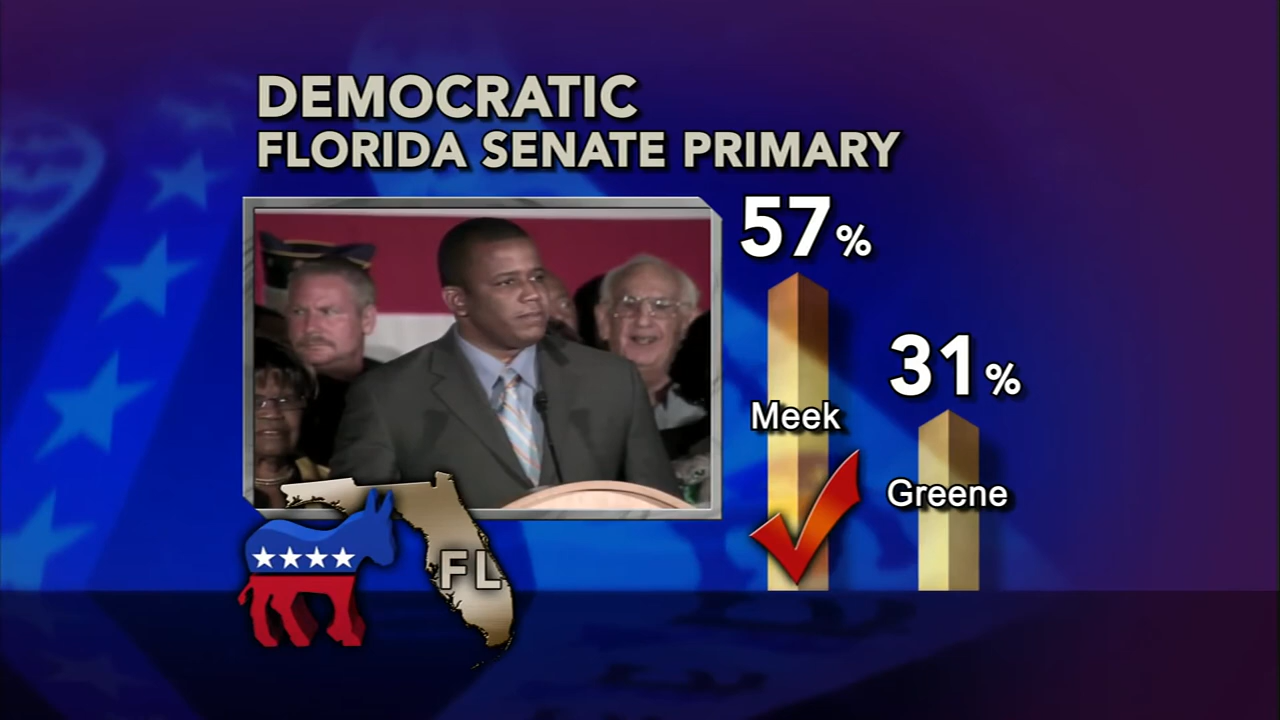 DEMOCRATIC
FLORIDA SENATE PRIMARY
57%
31%
Meek
Greene
FL